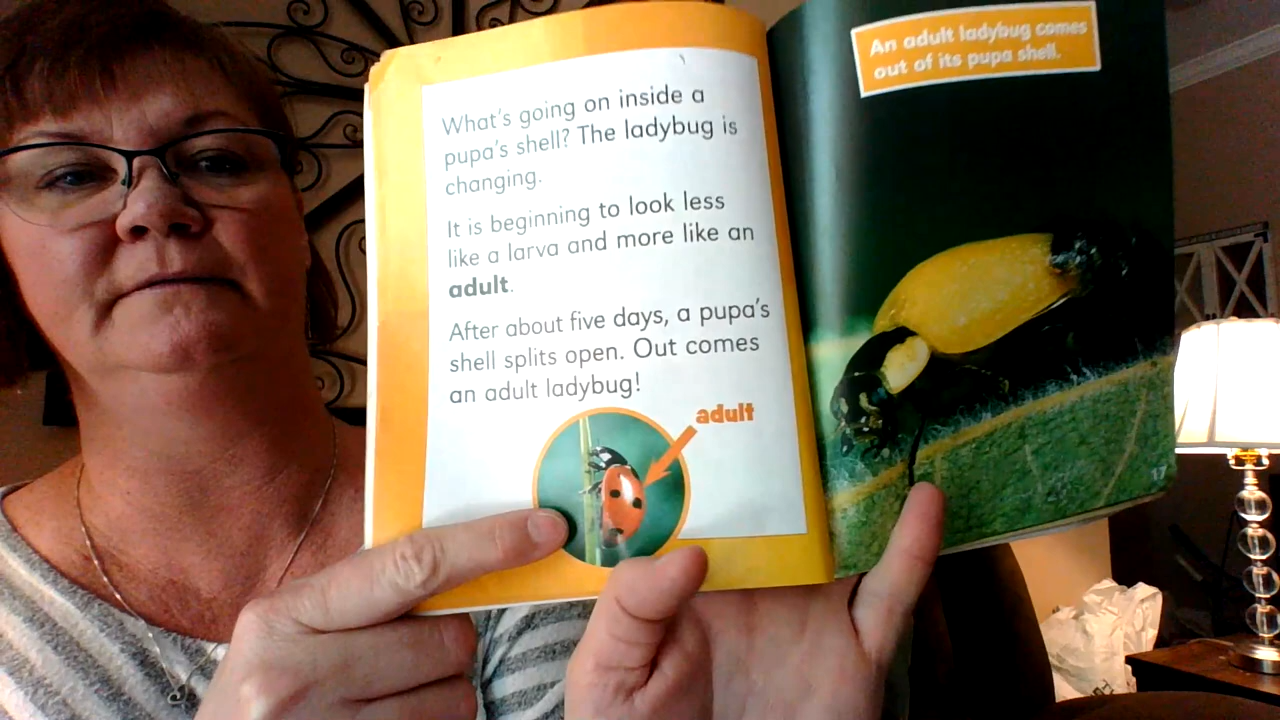 What's going on inside a
pupa's shell? The ladybug is
changing.
It is beginning to look less
like a larva and more like an
adult.
After about five days, a pupa's
shell splits open. Out comes
an adult ladybug!
adult
An adult ladybug comes
out of its pupa shell.
17